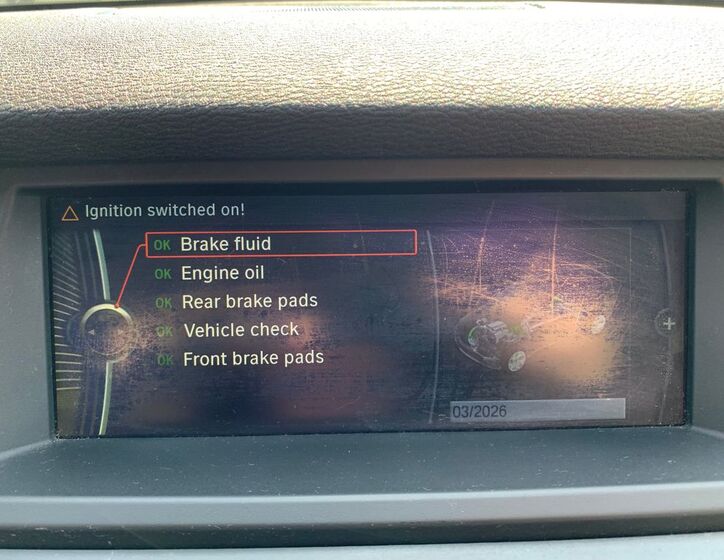 Ignition switched on!
OK Brake fluid
OK Engine oil
OK Rear brake pads
OK Vehicle check
OK Front brake pads
03/2026